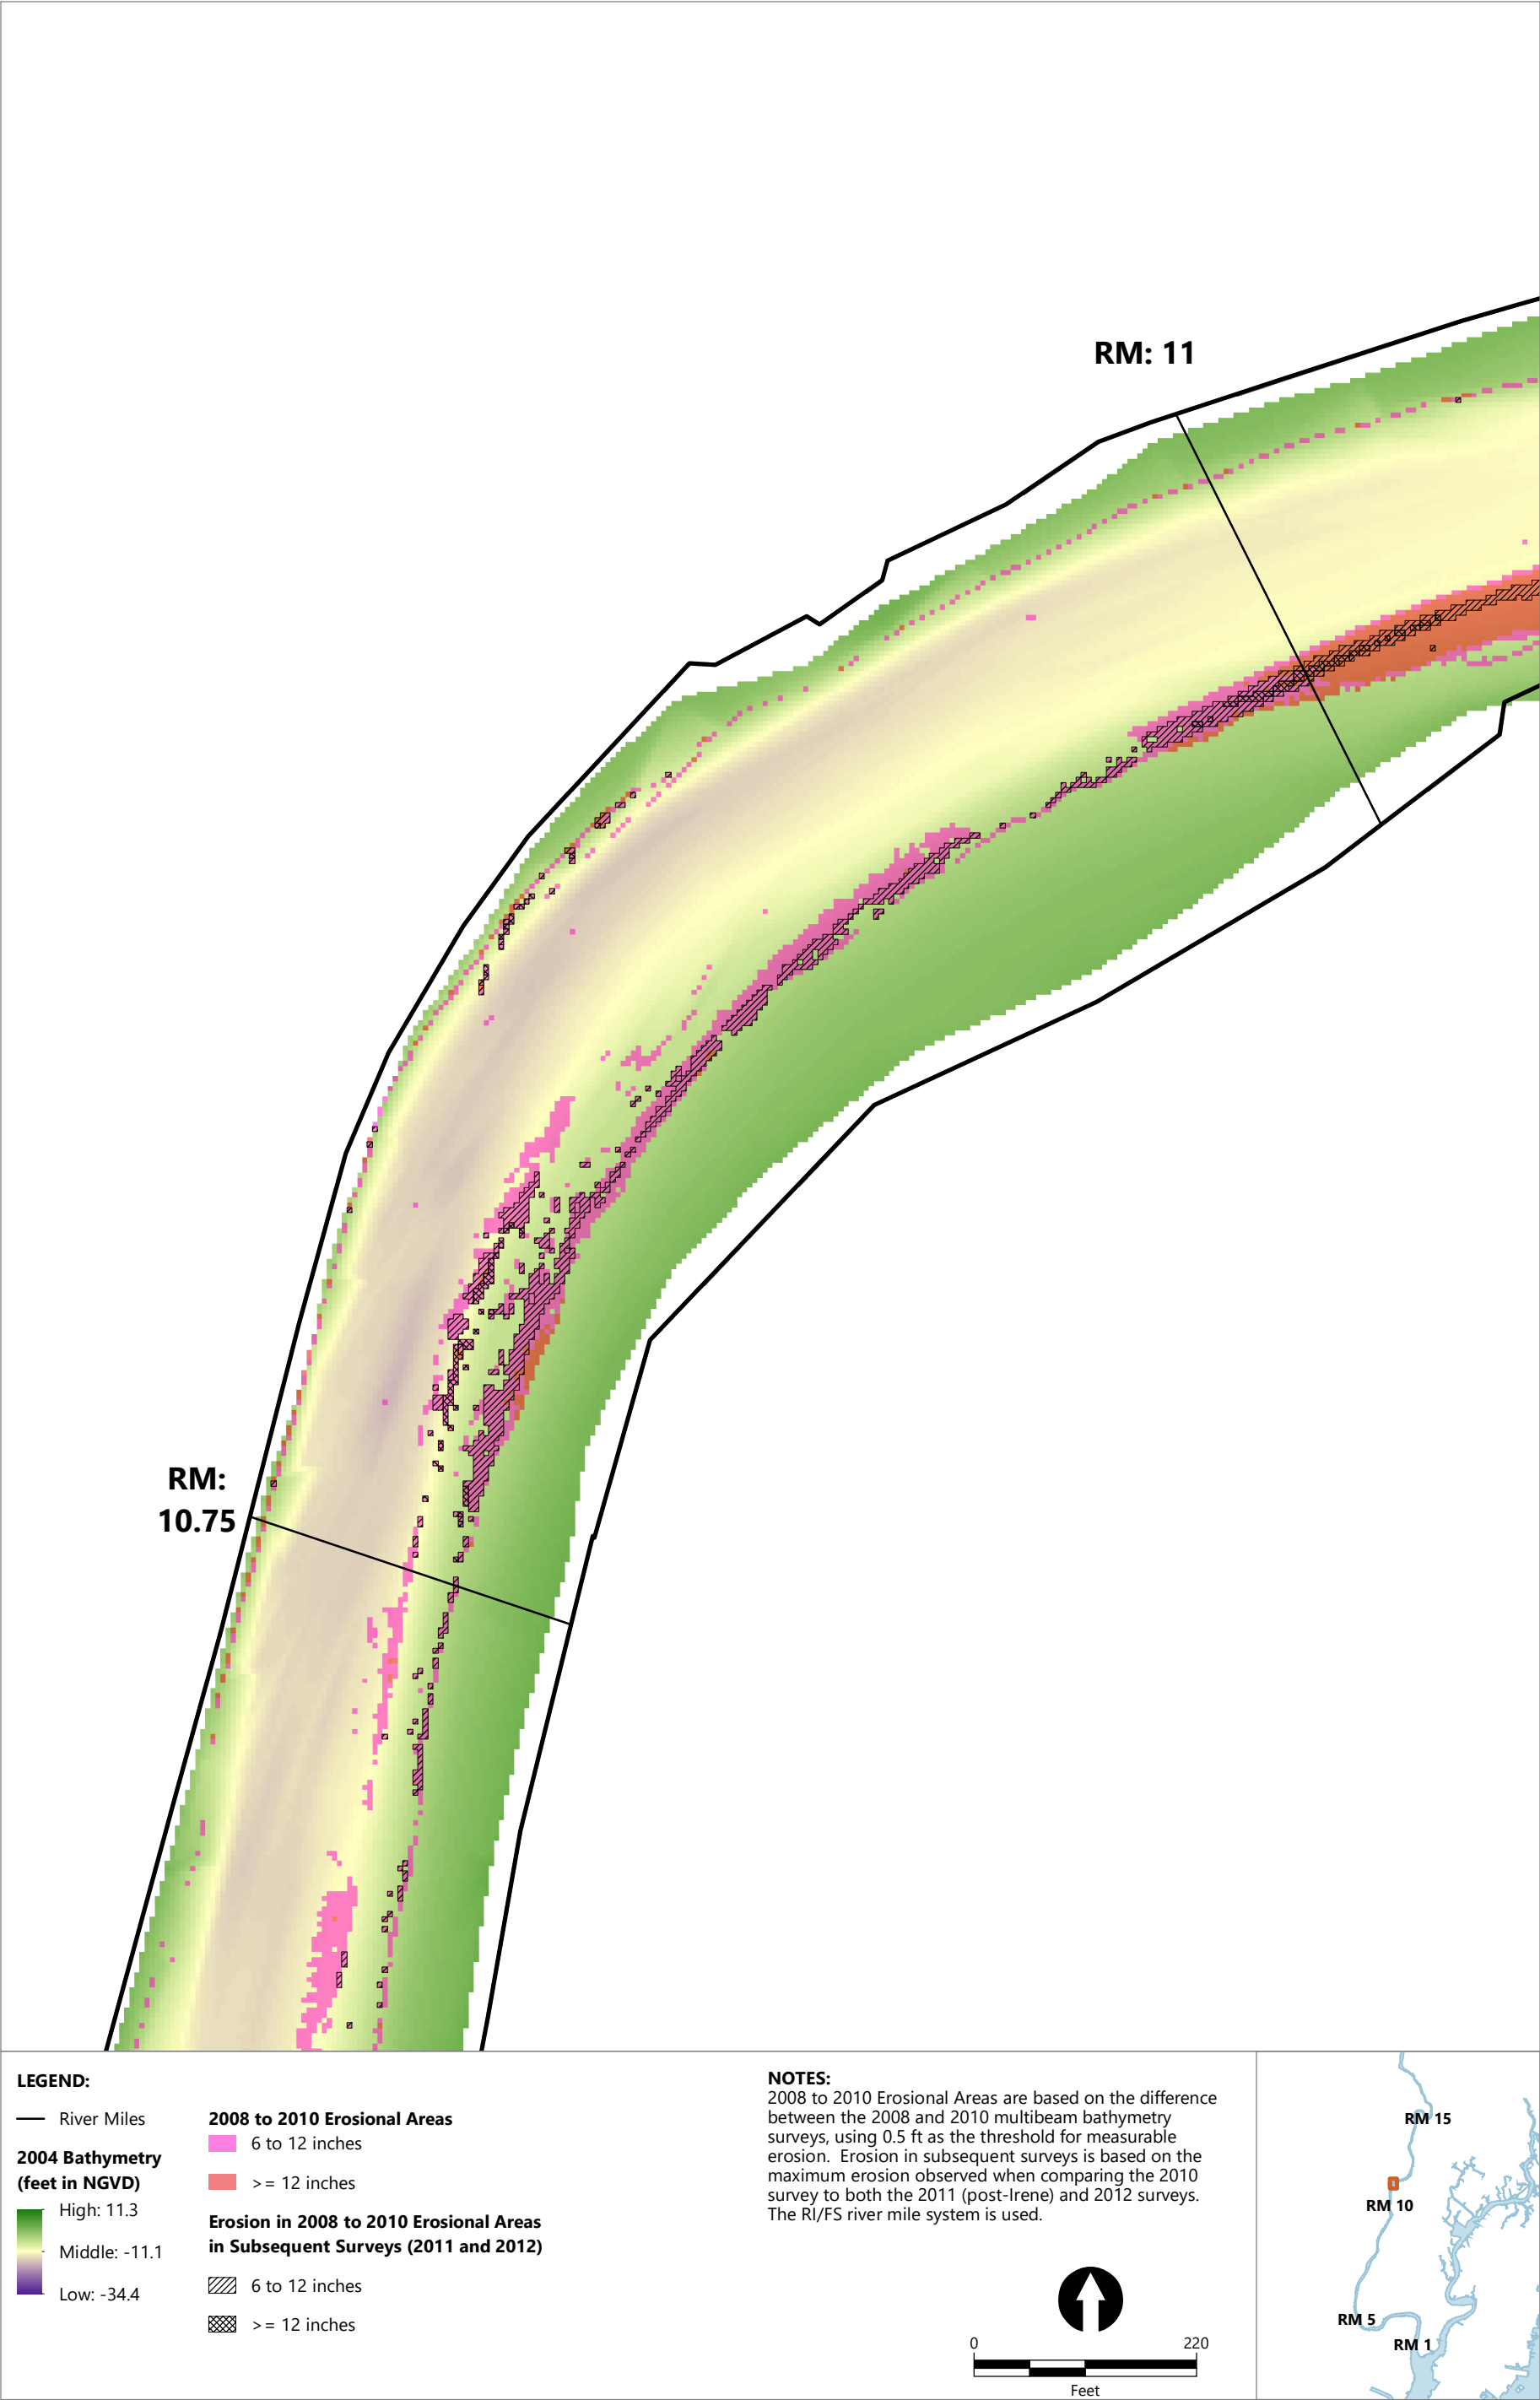 RM: 11
RM:
10.75
LEGEND:
River Miles
2004 Bathymetry
(feet in NGVD)
High: 11.3
Middle: -11.1
Low: -34.4
2008 to 2010 Erosional Areas
6 to 12 inches
>= 12 inches
Erosion in 2008 to 2010 Erosional Areas
in Subsequent Surveys (2011 and 2012)
6 to 12 inches
>= 12 inches
NOTES:
2008 to 2010 Erosional Areas are based on the difference
between the 2008 and 2010 multibeam bathymetry
surveys, using 0.5 ft as the threshold for measurable
erosion.  Erosion in subsequent surveys is based on the
maximum erosion observed when comparing the 2010
survey to both the 2011 (post-Irene) and 2012 surveys.
The RI/FS river mile system is used.
0 220
Feet
RM 15
RM 10
RM 5
RM 1